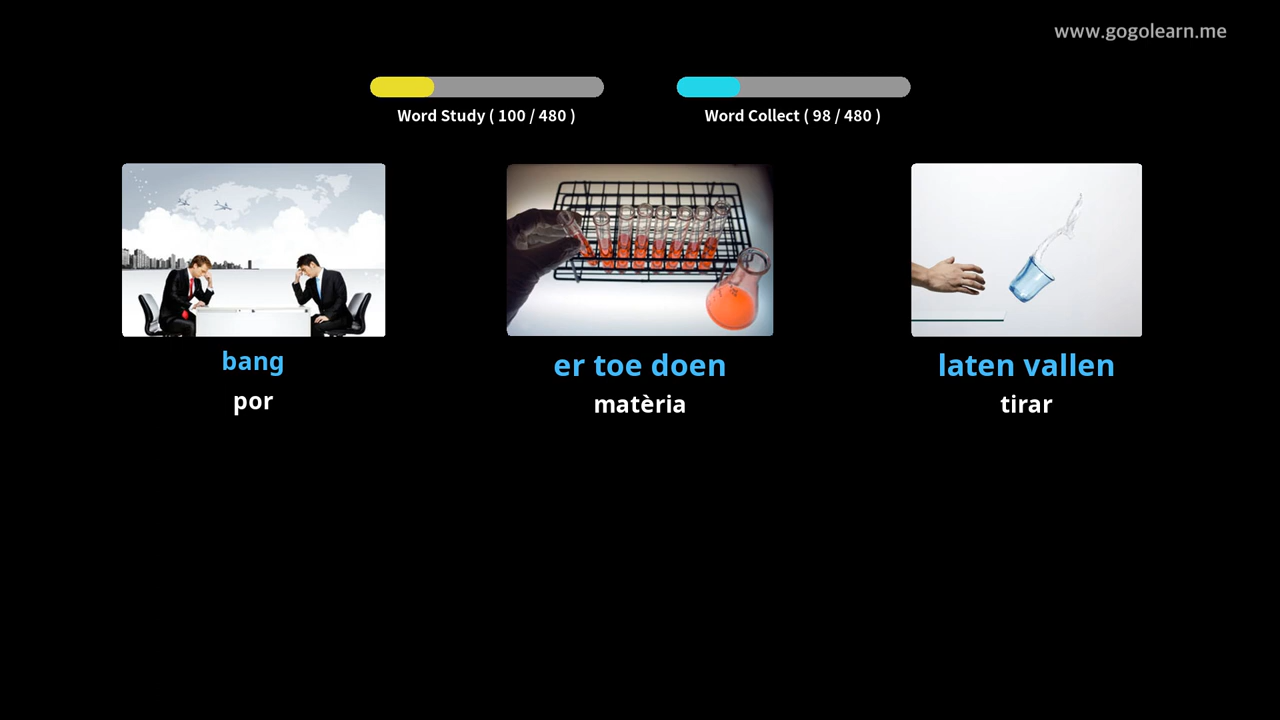 www.gogolearn.me
Word Study ( 100 / 480 )
Word Collect ( 98 / 480 )
bang
por
er toe doen
matèria
laten vallen
tirar